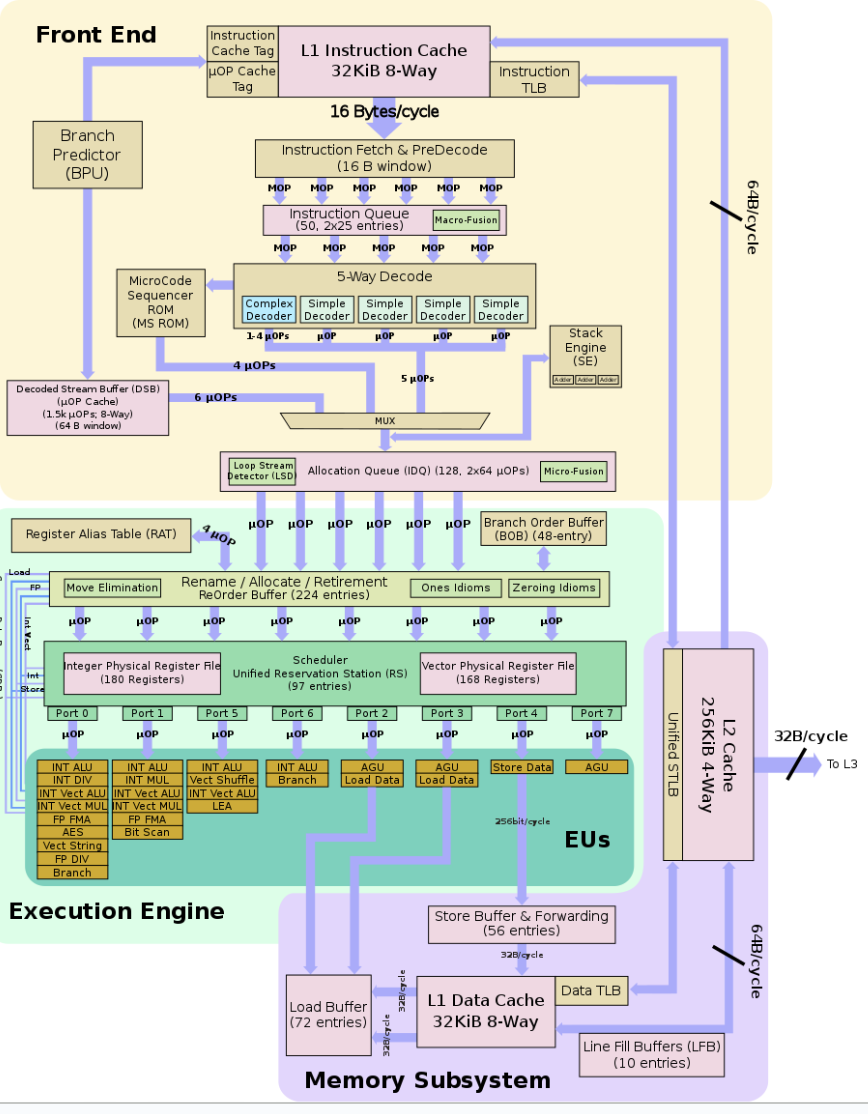 Front End
Instruction
Cache Tag
µOP Cache
Tag
L1 Instruction Cache
32KiB 8-Way
Instruction
TLB
16 Bytes/cycle
Branch
Predictor
(BPU)
Instruction Fetch & PreDecode
(16 B window)
MOP MOP MOP MOP MOP MOP
Instruction Queue
(50, 2x25 entries)
Macro-Fusion
MOP MOP MOP MOP MOP
64B/cycle
5-Way Decode
MicroCode
Sequencer
ROM
(MS ROM)
Complex
Decoder
Simple
Decoder
Simple
Decoder
Simple
Decoder
Simple
Decoder
1-4 µOPs µOP µOP µOP µOP
Stack
Engine
(SE)
Adder Adder Adder
4 µOPs
5 µOPs
Decoded Stream Buffer (DSB)
(µOP Cache)
(1.5k µOPs; 8-Way)
(64 B window)
6 µOPs
MUX
Loop Stream
Detector (LSD)
Allocation Queue (IDQ) (128, 2x64 µOPs)
Micro-Fusion
Register Alias Table (RAT)
4 µOP
µOP µOP µOP µOP µOP µOP
Branch Order Buffer
(BOB) (48-entry)
Load
FP
Int Vect
Int
Store
Move Elimination
Rename / Allocate / Retirement
ReOrder Buffer (224 entries)
Ones Idioms
Zeroing Idioms
µOP µOP µOP µOP µOP µOP µOP µOP
Integer Physical Register File
(180 Registers)
Scheduler
Unified Reservation Station (RS)
(97 entries)
Vector Physical Register File
(168 Registers)
Port 0 Port 1 Port 5 Port 6 Port 2 Port 3 Port 4 Port 7
µOP µOP µOP µOP µOP µOP µOP µOP
INT ALU
INT DIV
INT Vect ALU
INT Vect MUL
FP FMA
AES
Vect String
FP DIV
Branch
INT ALU
INT MUL
INT Vect ALU
INT Vect MUL
FP FMA
Bit Scan
INT ALU
Vect Shuffle
INT Vect ALU
LEA
INT ALU
Branch
AGU
Load Data
AGU
Load Data
Store Data
AGU
256bit/cycle
EUs
Execution Engine
Unified STLB
L2 Cache
256KiB 4-Way
32B/cycle
To L3
Store Buffer & Forwarding
(56 entries)
32B/cycle
64B/cycle
Load Buffer
(72 entries)
32B/cycle
32B/cycle
L1 Data Cache
32KiB 8-Way
Data TLB
Line Fill Buffers (LFB)
(10 entries)
Memory Subsystem